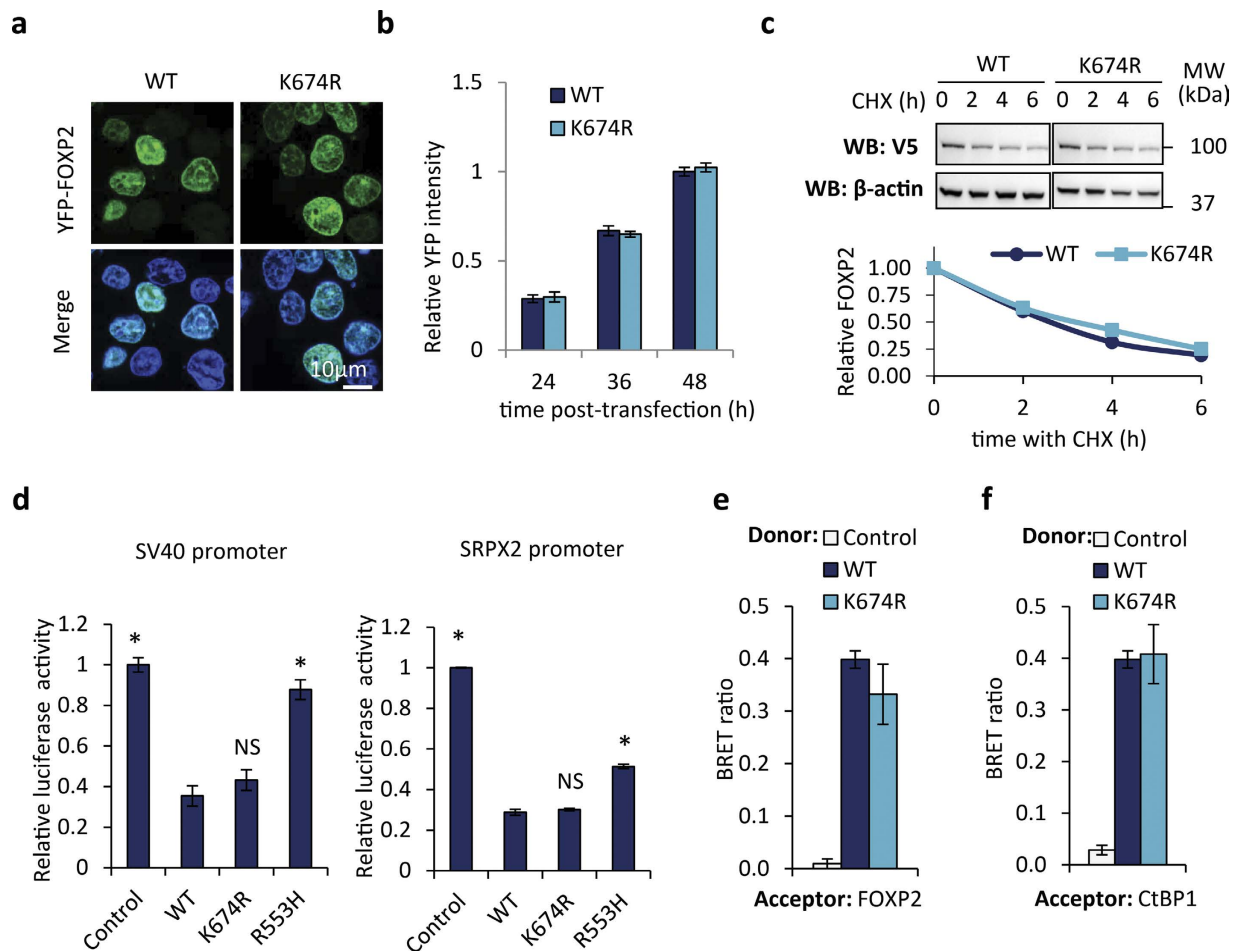 a
WT K674R
YFP-FOXP2
Merge
10μm
b
Relative YFP intensity
1.5
1
0.5
0
WT
K674R
24 36 48
time post-transfection (h)
c
WT K674R MW
(kDa)
CHX (h) 0 2 4 6 0 2 4 6
WB: V5 100
WB: β-actin
37
WT K674R
Relative FOXP2
1.00
0.75
0.50
0.25
0.00
0 2 4 6
time with CHX (h)
d
SV40 promoter
Relative luciferase activity
1.2
1
0.8
0.6
0.4
0.2
0
* NS *
Control WT K674R R553H
SRPX2 promoter
Relative luciferase activity
1.2
1
0.8
0.6
0.4
0.2
0
* NS *
Control WT K674R R553H
e
Donor: Control
WT
K674R
BRET ratio
0.5
0.4
0.3
0.2
0.1
0.0
Acceptor: FOXP2
f
Donor: Control
WT
K674R
BRET ratio
0.5
0.4
0.3
0.2
0.1
0.0
Acceptor: CtBP1